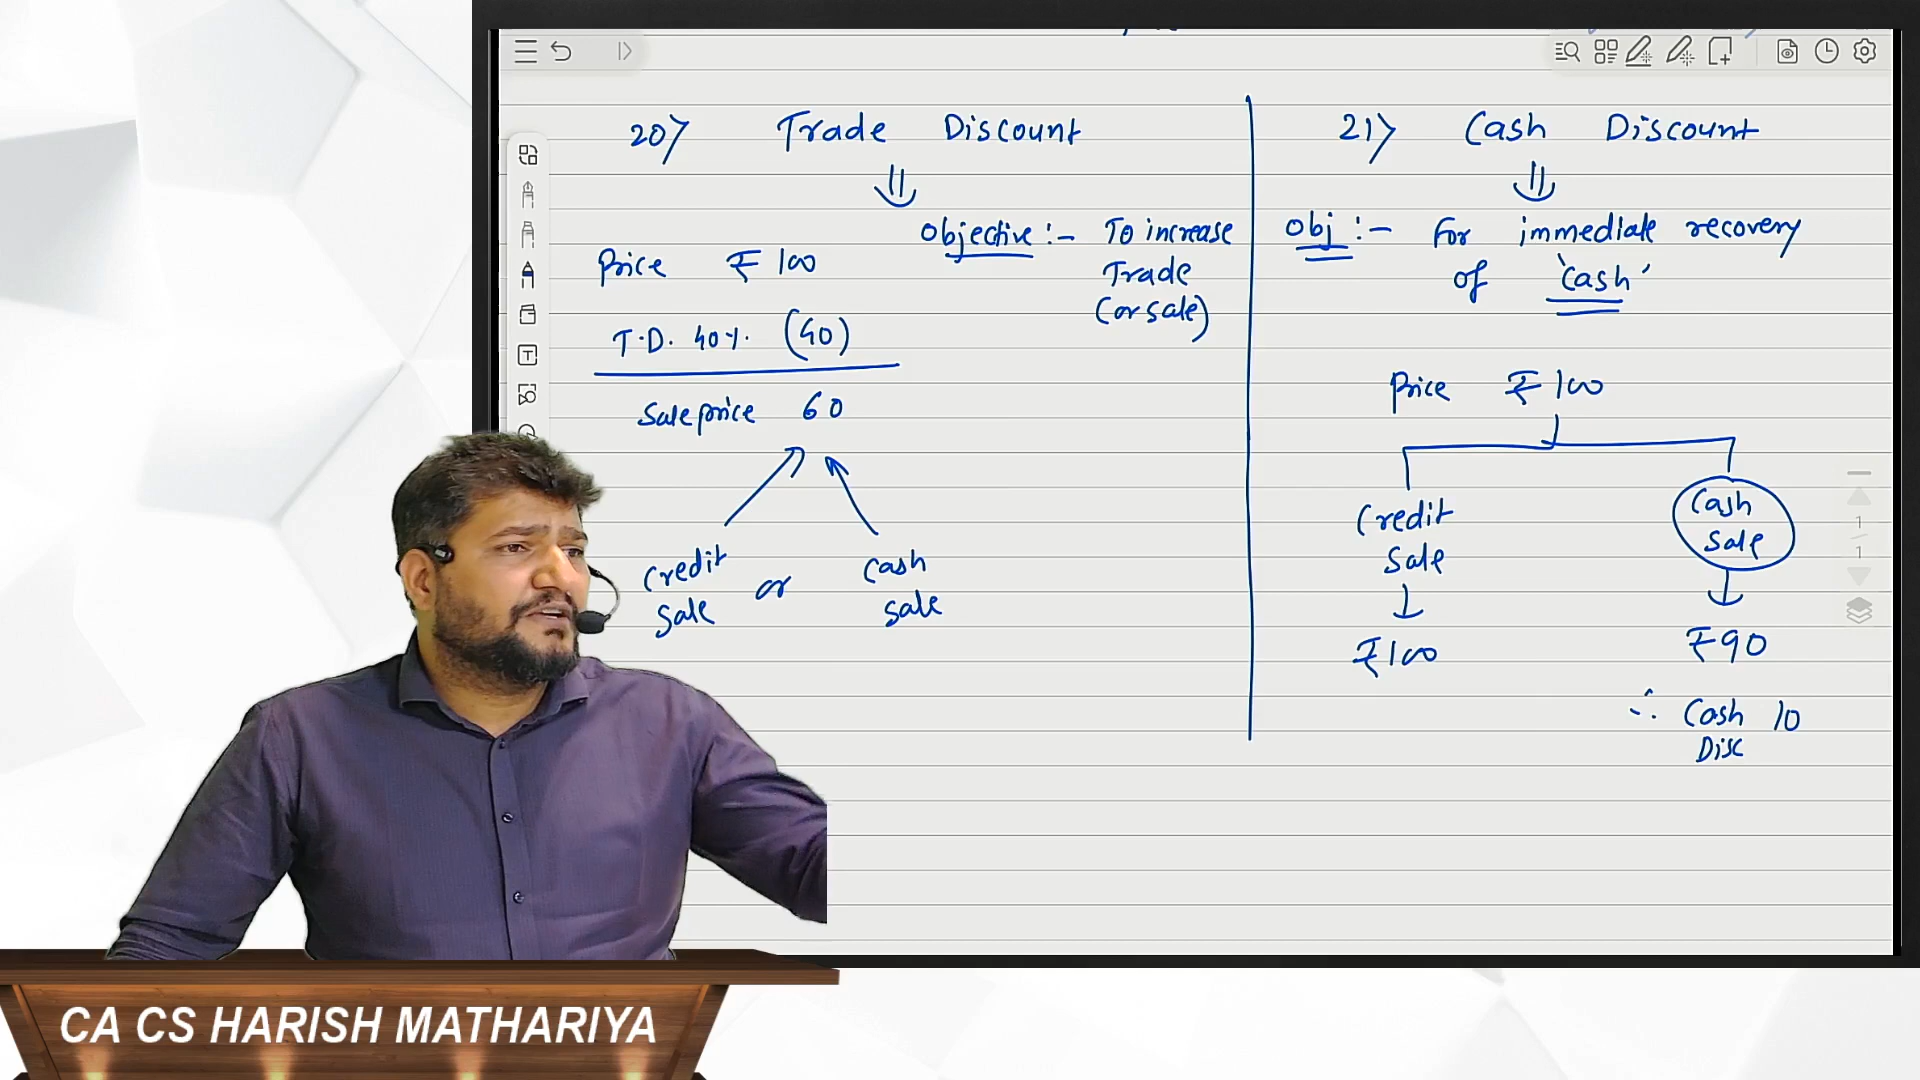 20) Trade Discount
⇓
Objective :- To increase
Trade
(or sale)
Price ₹ 100
T.D. 40%. (40)
Sale price 60
Credit
Sale
or
Cash
Sale
21) Cash Discount
⇓
Obj :- For immediate recovery
of 'Cash'
Price ₹ 100
Credit
Sale
₹100
Cash
Sale
₹90
∴ Cash 10
Disc
1
1
CA CS HARISH MATHARIYA